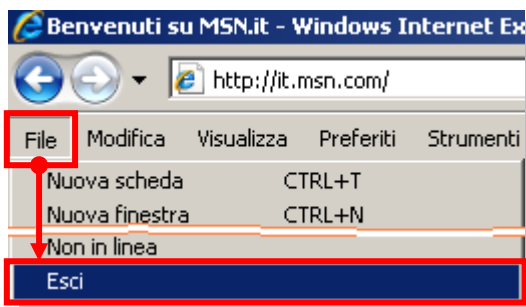 Benvenuti su MSN.it - Windows Internet Ex
http://it.msn.com/
File Modifica Visualizza Preferiti Strumenti
Nuova scheda CTRL+T
Nuova finestra CTRL+N
Non in linea
Esci